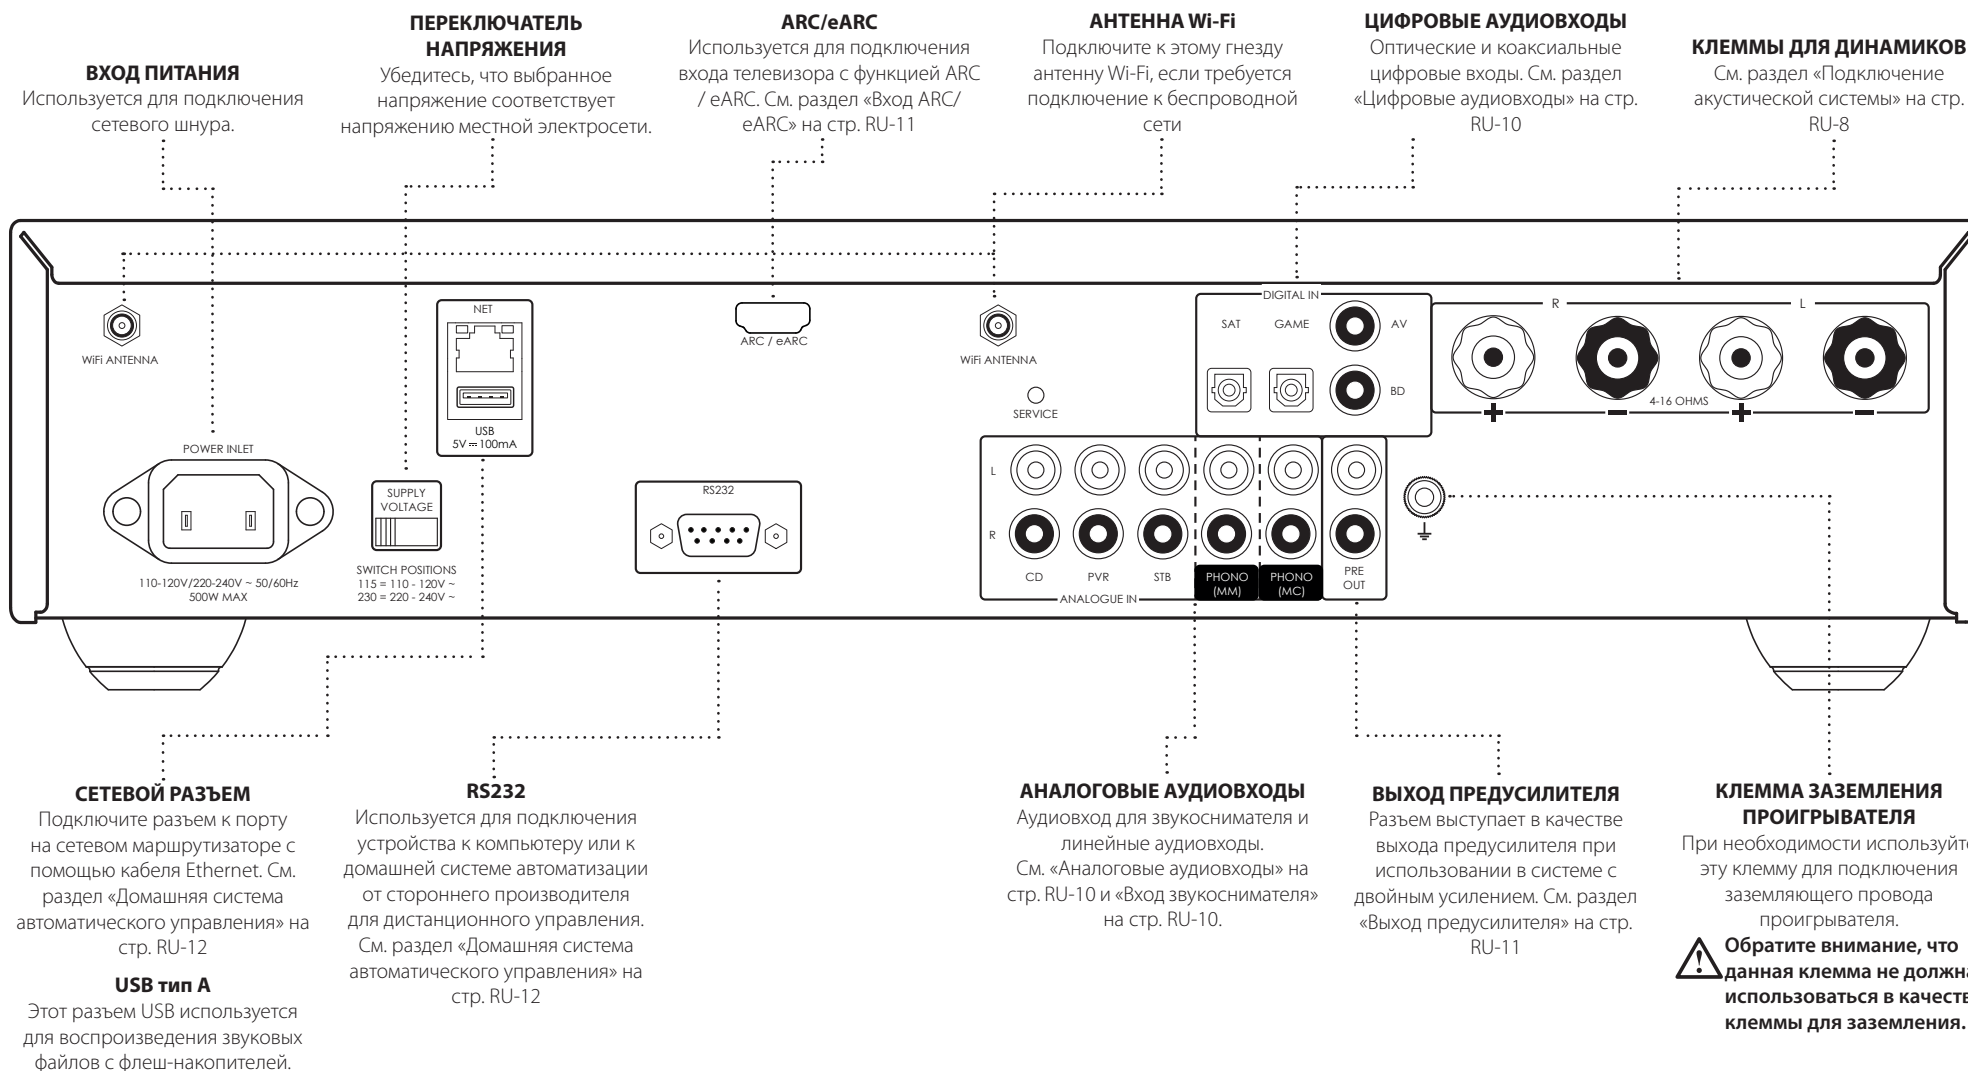 ВХОД ПИТАНИЯ
Используется для подключения
сетевого шнура.
ПЕРЕКЛЮЧАТЕЛЬ
НАПРЯЖЕНИЯ
Убедитесь, что выбранное
напряжение соответствует
напряжению местной электросети.
ARC/eARC
Используется для подключения
входа телевизора с функцией ARC
/ eARC. См. раздел «Вход ARC/
eARC» на стр. RU-11
АНТЕННА Wi-Fi
Подключите к этому гнезду
антенну Wi-Fi, если требуется
подключение к беспроводной
сети
ЦИФРОВЫЕ АУДИОВХОДЫ
Оптические и коаксиальные
цифровые входы. См. раздел
«Цифровые аудиовходы» на стр.
RU-10
КЛЕММЫ ДЛЯ ДИНАМИКОВ
См. раздел «Подключение
акустической системы» на стр.
RU-8
WiFi ANTENNA
NET
USB
5V ⎓ 100mA
ARC / eARC
WiFi ANTENNA
SERVICE
DIGITAL IN
SAT
GAME
AV
BD
R
L
4-16 OHMS
+
−
+
−
POWER INLET
110-120V/220-240V ~ 50/60Hz
500W MAX
SUPPLY
VOLTAGE
SWITCH POSITIONS
115 = 110 - 120V ~
230 = 220 - 240V ~
RS232
L
R
CD
PVR
STB
PHONO
(MM)
PHONO
(MC)
PRE
OUT
ANALOGUE IN
СЕТЕВОЙ РАЗЪЕМ
Подключите разъем к порту
на сетевом маршрутизаторе с
помощью кабеля Ethernet. См.
раздел «Домашняя система
автоматического управления» на
стр. RU-12
USB тип A
Этот разъем USB используется
для воспроизведения звуковых
файлов с флеш-накопителей.
RS232
Используется для подключения
устройства к компьютеру или к
домашней системе автоматизации
от стороннего производителя
для дистанционного управления.
См. раздел «Домашняя система
автоматического управления» на
стр. RU-12
АНАЛОГОВЫЕ АУДИОВХОДЫ
Аудиовход для звукоснимателя и
линейные аудиовходы.
См. «Аналоговые аудиовходы» на
стр. RU-10 и «Вход звукоснимателя»
на стр. RU-10.
ВЫХОД ПРЕДУСИЛИТЕЛЯ
Разъем выступает в качестве
выхода предусилителя при
использовании в системе с
двойным усилением. См. раздел
«Выход предусилителя» на стр.
RU-11
КЛЕММА ЗАЗЕМЛЕНИЯ
ПРОИГРЫВАТЕЛЯ
При необходимости используйте
эту клемму для подключения
заземляющего провода
проигрывателя.
Обратите внимание, что
данная клемма не должна
использоваться в качестве
клеммы для заземления.